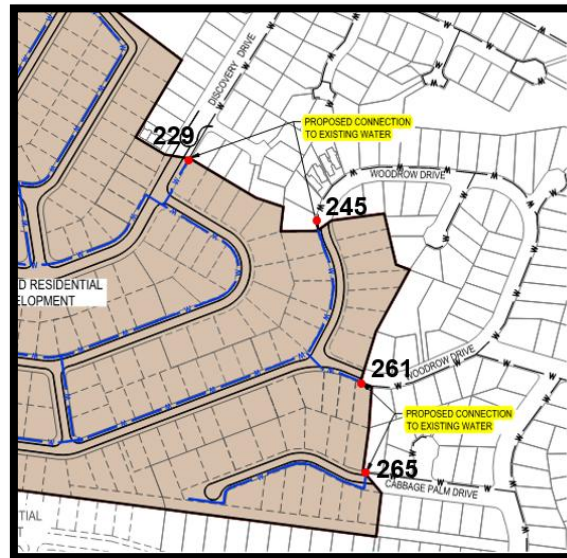 DISCOVERY DRIVE
229
PROPOSED CONNECTION
TO EXISTING WATER
WOODROW DRIVE
245
D RESIDENTIAL
ELOPMENT
261
WOODROW DRIVE
PROPOSED CONNECTION
TO EXISTING WATER
265
CABBAGE PALM DRIVE
TIAL
T